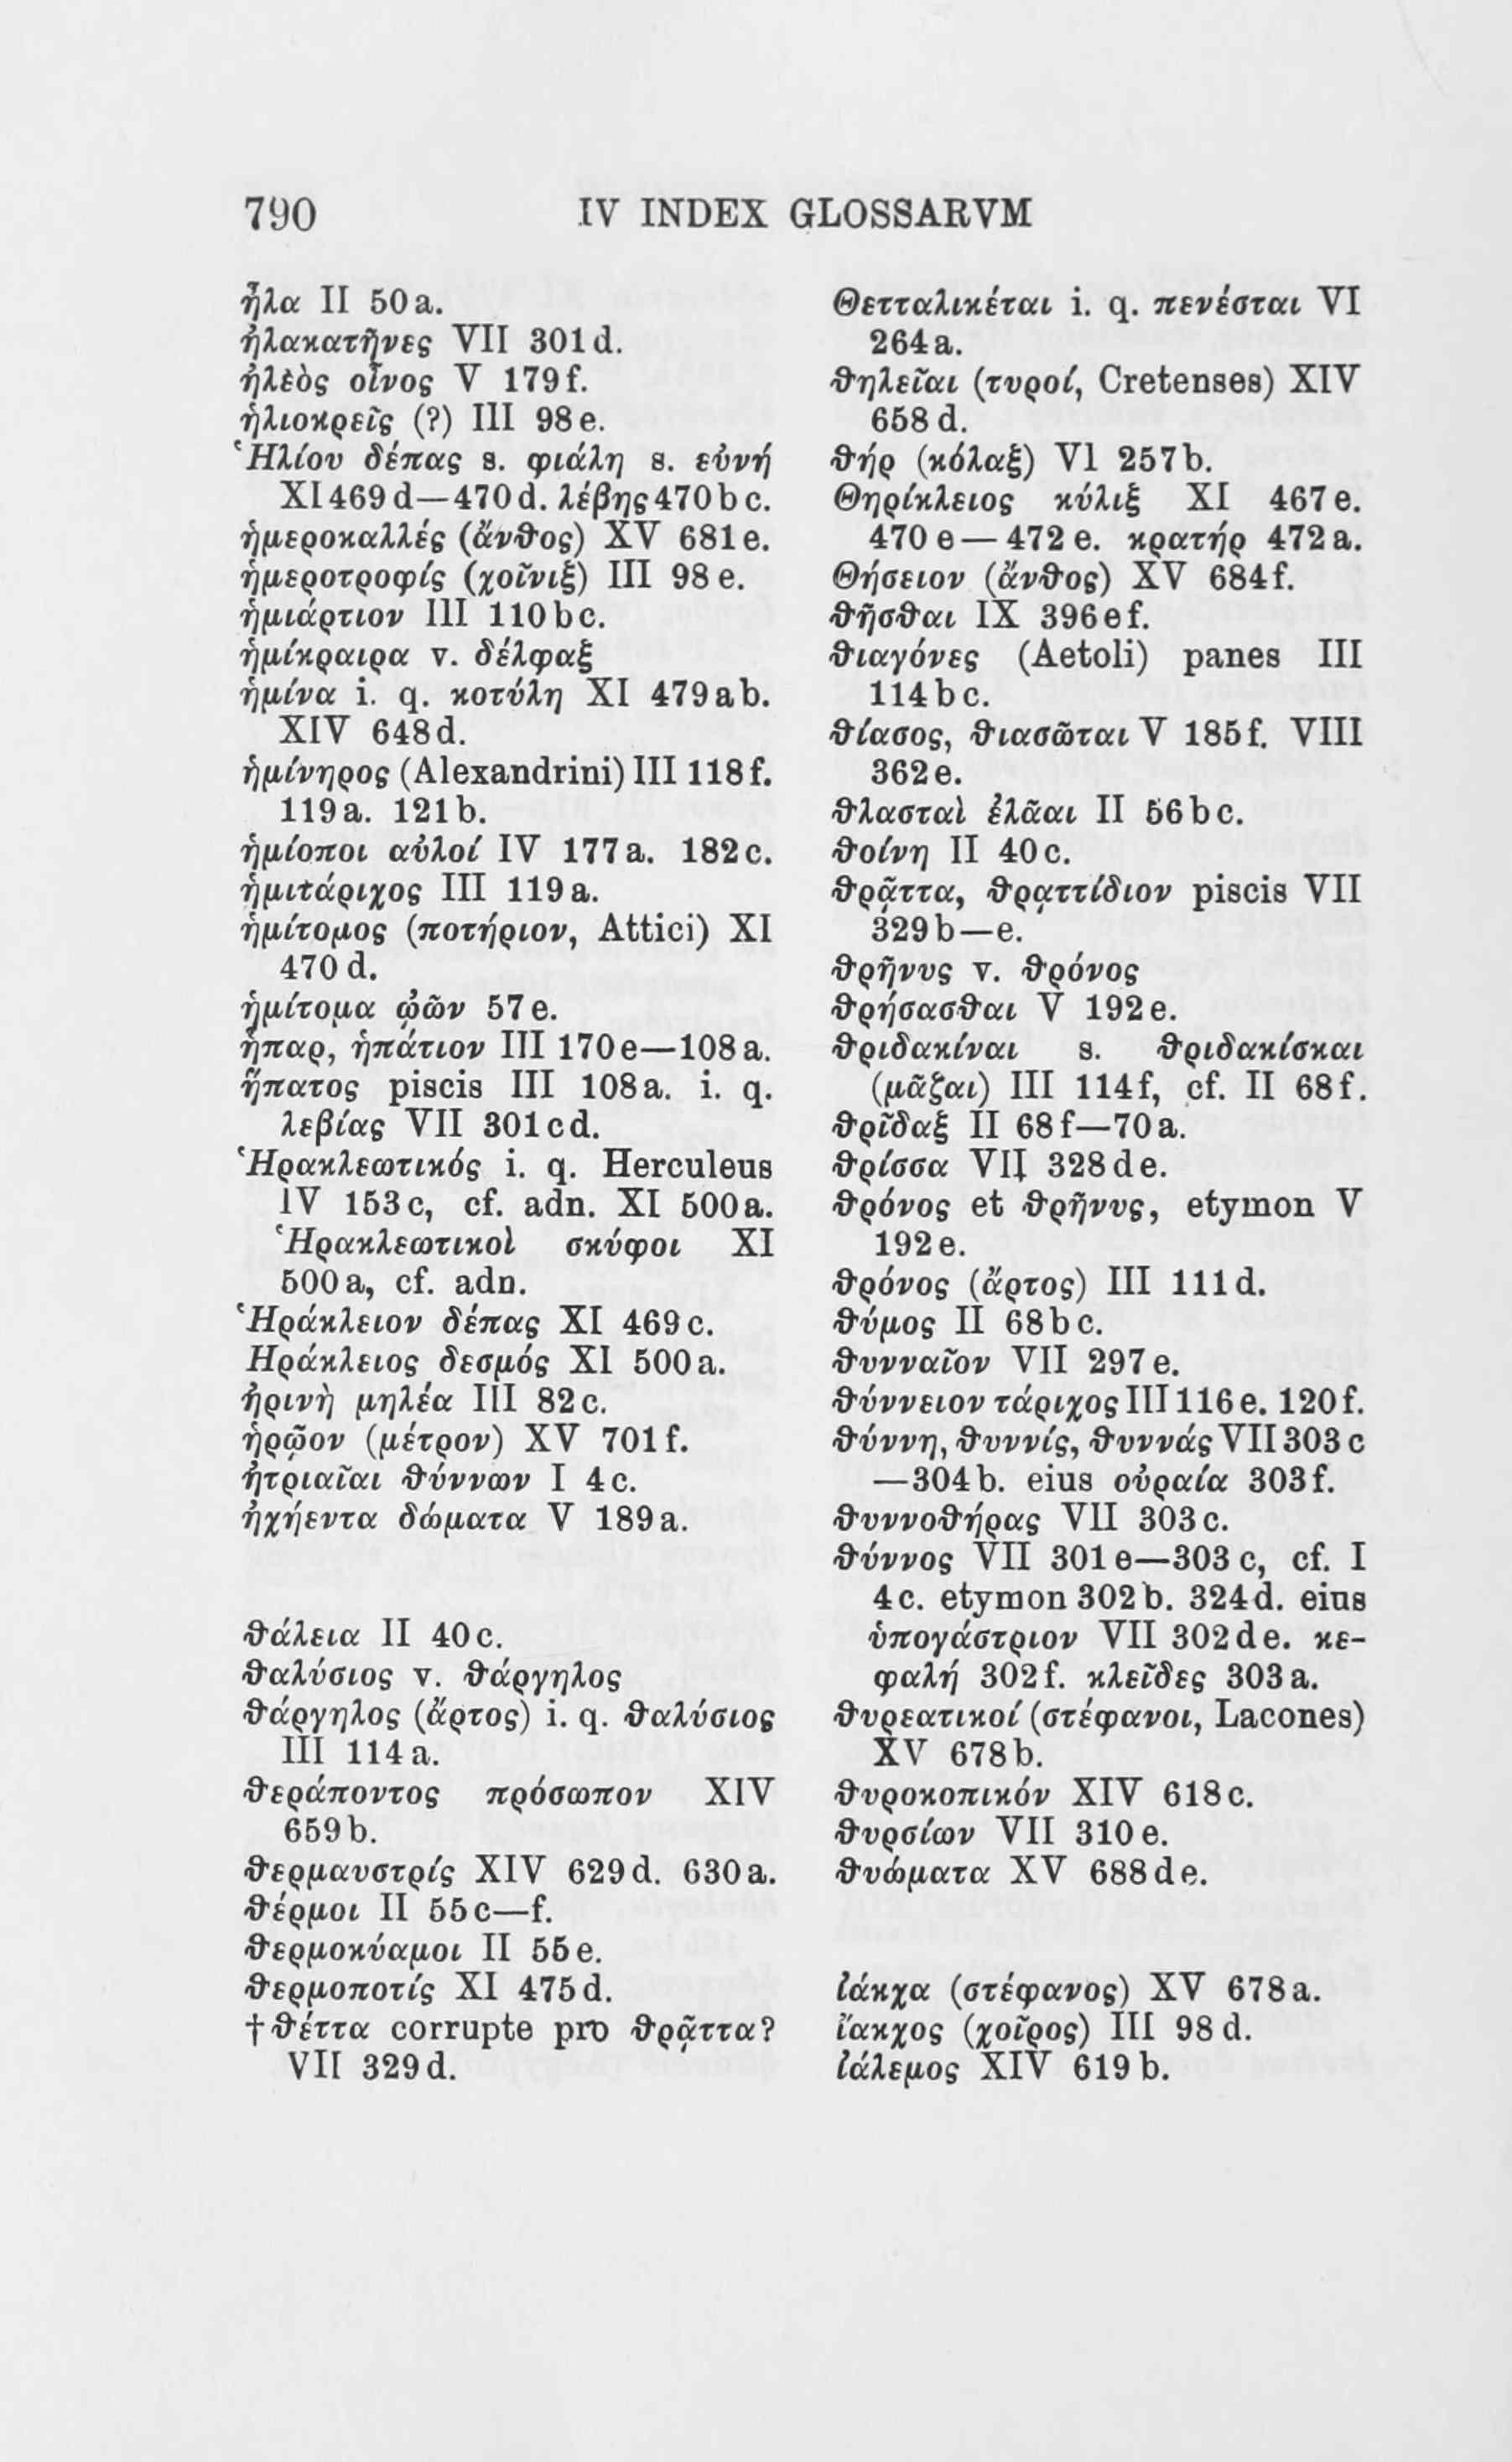 790 IV INDEX GLOSSARVM
ἦλα II 50a.
ἠλακατῆνες VII 301d.
ἠλεὸς οἶνος V 179f.
ἡλιοκρεῖς (?) III 98e.
Ἡλίου δέπας s. φιάλη s. εὐνή
XI 469d—470d. λέβης 470bc.
ἡμεροκαλλές (ἄνθος) XV 681e.
ἡμεροτροφίς (χοῖνιξ) III 98e.
ἡμιάρτιον III 110bc.
ἡμίκραιρα v. δέλφαξ
ἡμίνα i. q. κοτύλη XI 479ab.
XIV 648d.
ἡμίνηρος (Alexandrini) III 118f.
119a. 121b.
ἡμίοποι αὐλοί IV 177a. 182c.
ἡμιτάριχος III 119a.
ἡμίτομος (ποτήριον, Attici) XI
470d.
ἡμίτομα ᾠῶν 57e.
ἧπαρ, ἡπάτιον III 170e—108a.
ἥπατος piscis III 108a. i. q.
λεβίας VII 301cd.
Ἡρακλεωτικός i. q. Herculeus
IV 153c, cf. adn. XI 500a.
Ἡρακλεωτικοὶ σκύφοι XI
500a, cf. adn.
Ἡράκλειον δέπας XI 469c.
Ηράκλειος δεσμός XI 500a.
ἠρινὴ μηλέα III 82c.
ἡρῷον (μέτρον) XV 701f.
ἠτριαῖαι θύννων I 4c.
ἠχήεντα δώματα V 189a.
θάλεια II 40c.
θαλύσιος v. θάργηλος
θάργηλος (ἄρτος) i. q. θαλύσιος
III 114a.
θεράποντος πρόσωπον XIV
659b.
θερμαυστρίς XIV 629d. 630a.
θέρμοι II 55c—f.
θερμοκύαμοι II 55e.
θερμοποτίς XI 475d.
†θέττα corrupte pro θρᾷττα?
VII 329d.
Θετταλικέται i. q. πενέσται VI
264a.
θηλεῖαι (τυροί, Cretenses) XIV
658d.
θήρ (κόλαξ) VI 257b.
Θηρίκλειος κύλιξ XI 467e.
470e—472e. κρατήρ 472a.
Θήσειον (ἄνθος) XV 684f.
θῆσθαι IX 396ef.
θιαγόνες (Aetoli) panes III
114bc.
θίασος, θιασῶται V 185f. VIII
362e.
θλασταὶ ἐλᾶαι II 56bc.
θοίνη II 40c.
θρᾷττα, θρᾳττίδιον piscis VII
329b—e.
θρῆνυς v. θρόνος
θρήσασθαι V 192e.
θριδακίναι s. θριδακίσκαι
(μᾶζαι) III 114f, cf. II 68f.
θρῖδαξ II 68f—70a.
θρίσσα VII 328de.
θρόνος et θρῆνυς, etymon V
192e.
θρόνος (ἄρτος) III 111d.
θύμος II 68bc.
θυνναῖον VII 297e.
θύννειον τάριχος III 116e. 120f.
θύννη, θυννίς, θυννάς VII 303c
—304b. eius οὐραία 303f.
θυννοθήρας VII 303c.
θύννος VII 301e—303c, cf. I
4c. etymon 302b. 324d. eius
ὑπογάστριον VII 302de. κε-
φαλή 302f. κλεῖδες 303a.
θυρεατικοί (στέφανοι, Lacones)
XV 678b.
θυροκοπικόν XIV 618c.
θυρσίων VII 310e.
θυώματα XV 688de.
ἰάκχα (στέφανος) XV 678a.
ἴακχος (χοῖρος) III 98d.
ἰάλεμος XIV 619b.